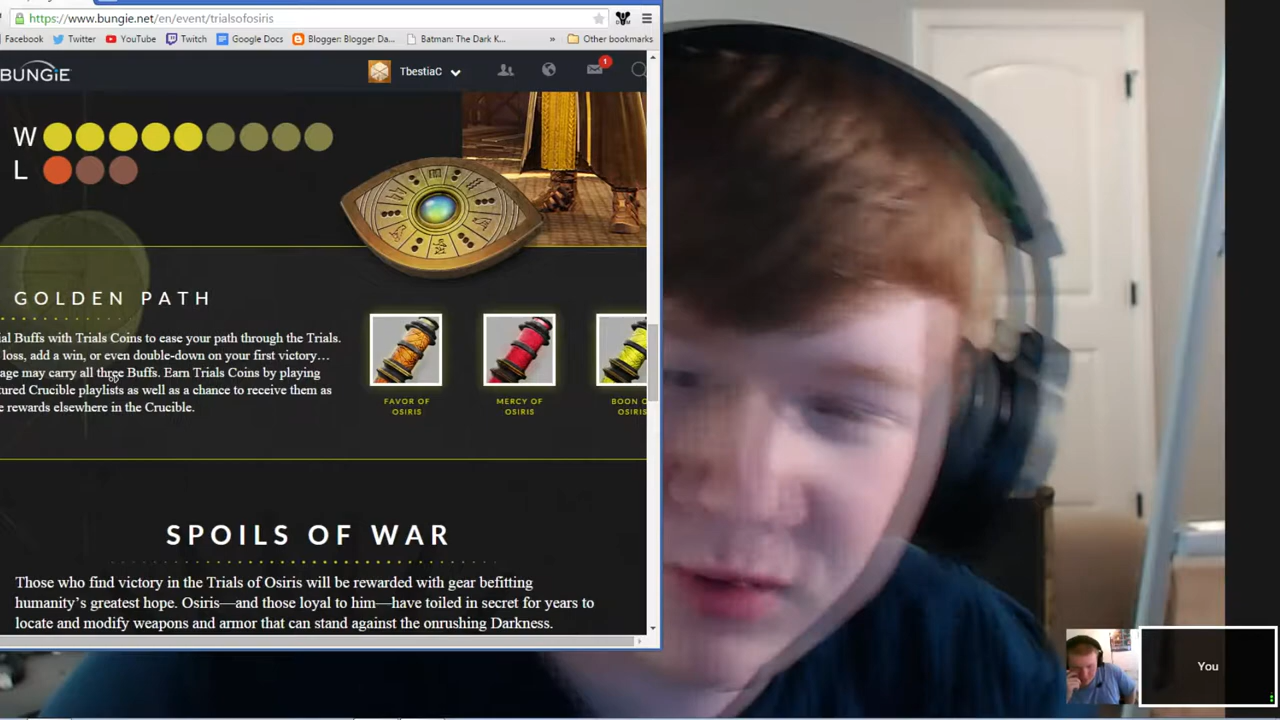 https://www.bungie.net/en/event/trialsofosiris
Facebook Twitter YouTube Twitch Google Docs Blogger: Blogger Da... Batman: The Dark K... » Other bookmarks
BUNGiE TbestiaC 1
W
L
GOLDEN PATH
ial Buffs with Trials Coins to ease your path through the Trials.
loss, add a win, or even double-down on your first victory…
age may carry all three Buffs. Earn Trials Coins by playing
tured Crucible playlists as well as a chance to receive them as
e rewards elsewhere in the Crucible.
FAVOR OF
OSIRIS
MERCY OF
OSIRIS
BOON O
OSIRIS
SPOILS OF WAR
Those who find victory in the Trials of Osiris will be rewarded with gear befitting
humanity’s greatest hope. Osiris—and those loyal to him—have toiled in secret for years to
locate and modify weapons and armor that can stand against the onrushing Darkness.
You